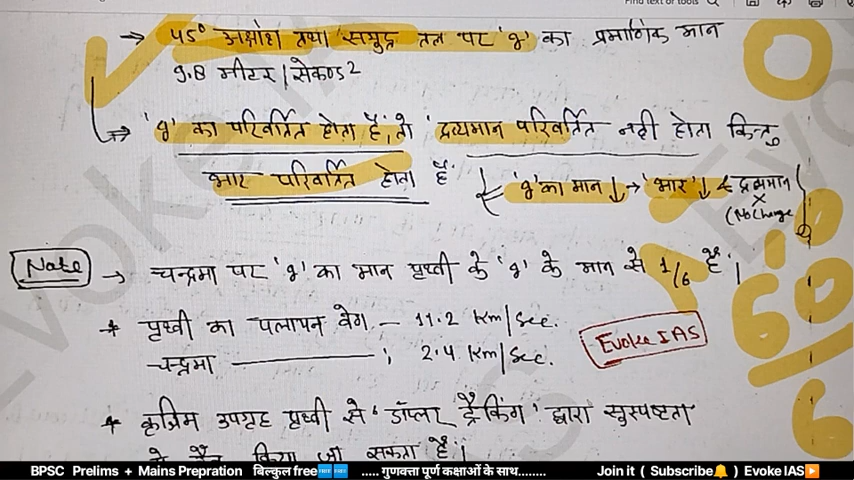 Find text or tools
→ 45° अक्षांश तथा समुद्र तल पर 'g' का प्रमाणिक मान
9.8 मीटर / सेकण्ड2
⇒ 'g' का परिवर्तित होता है, तो द्रव्यमान परिवर्तित नही होता किन्तु
भार परिवर्तित होता है
'g' का मान ↓ → 'भार' ↓ & द्रव्यमान
×
(No Change
Note → चन्द्रमा पर 'g' का मान पृथ्वी के 'g' के मान से 1/6 है।
* पृथ्वी का पलायन वेग — 11.2 Km/Sec.
चन्द्रमा ———— ; 2.4 Km/Sec.
Evoke IAS
* कृत्रिम उपग्रह पृथ्वी से 'डॉप्लर ट्रैकिंग' द्वारा सुस्पष्टता
से ट्रैक किया जा सकता है।
60
6
BPSC Prelims + Mains Prepration बिल्कुल free ..... गुणवत्ता पूर्ण कक्षाओं के साथ........ Join it ( Subscribe🔔 ) Evoke IAS▶